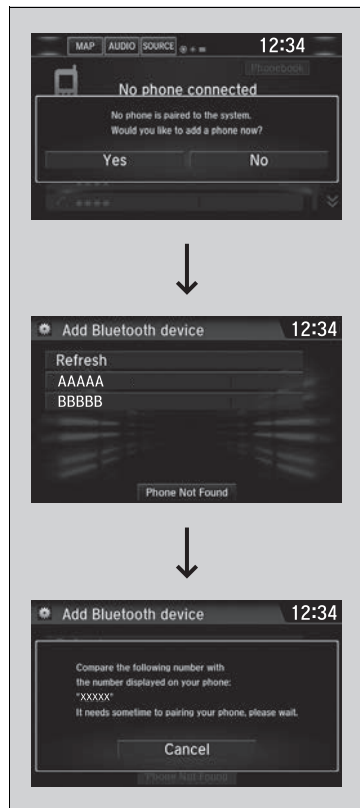 MAP AUDIO SOURCE 12:34
Phonebook
No phone connected
No phone is paired to the system.
Would you like to add a phone now?
Yes No
Add Bluetooth device 12:34
Refresh
AAAAA
BBBBB
Phone Not Found
Add Bluetooth device 12:34
Compare the following number with
the number displayed on your phone:
"XXXXX"
It needs sometime to pairing your phone, please wait.
Cancel
Phone Not Found